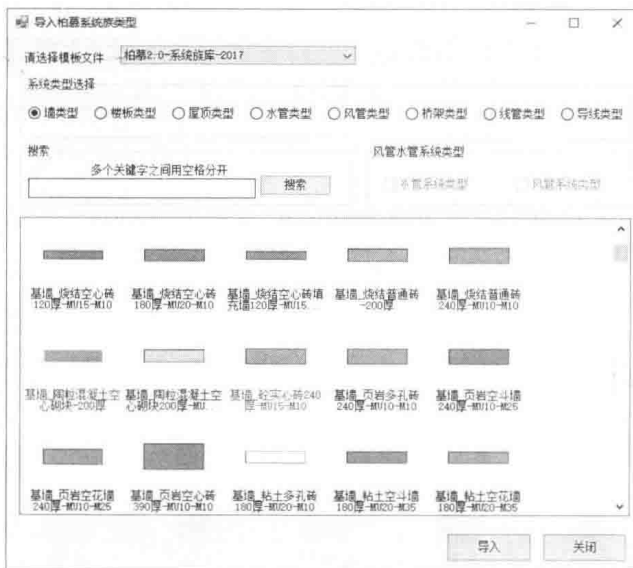 导入柏慕系统族类型
请选择模板文件 柏慕2.0-系统族库-2017
系统类型选择
墙类型 楼板类型 屋顶类型 水管类型 风管类型 桥架类型 线管类型 导线类型
搜索 风管水管系统类型
多个关键字之间用空格分开
搜索 水管系统类型 风管系统类型
基墙_烧结空心砖 基墙_烧结空心砖 基墙_烧结空心砖填 基墙_烧结普通砖 基墙_烧结普通砖
120厚-MU15-M10 180厚-MU20-M10 充墙120厚-MU15... -200厚 240厚-MU10-M10
基墙_陶粒混凝土空 基墙_陶粒混凝土空 基墙_砼实心砖240 基墙_页岩多孔砖 基墙_页岩空斗墙
心砌块-200厚 心砌块200厚-MU... 厚-MU15-M10 240厚-MU10-M10 240厚-MU10-M25
基墙_页岩空花墙 基墙_页岩空心砖 基墙_粘土多孔砖 基墙_粘土空斗墙 基墙_粘土空花墙
240厚-MU10-M25 390厚-MU10-M10 180厚-MU20-M10 180厚-MU20-M35 180厚-MU20-M35
导入 关闭